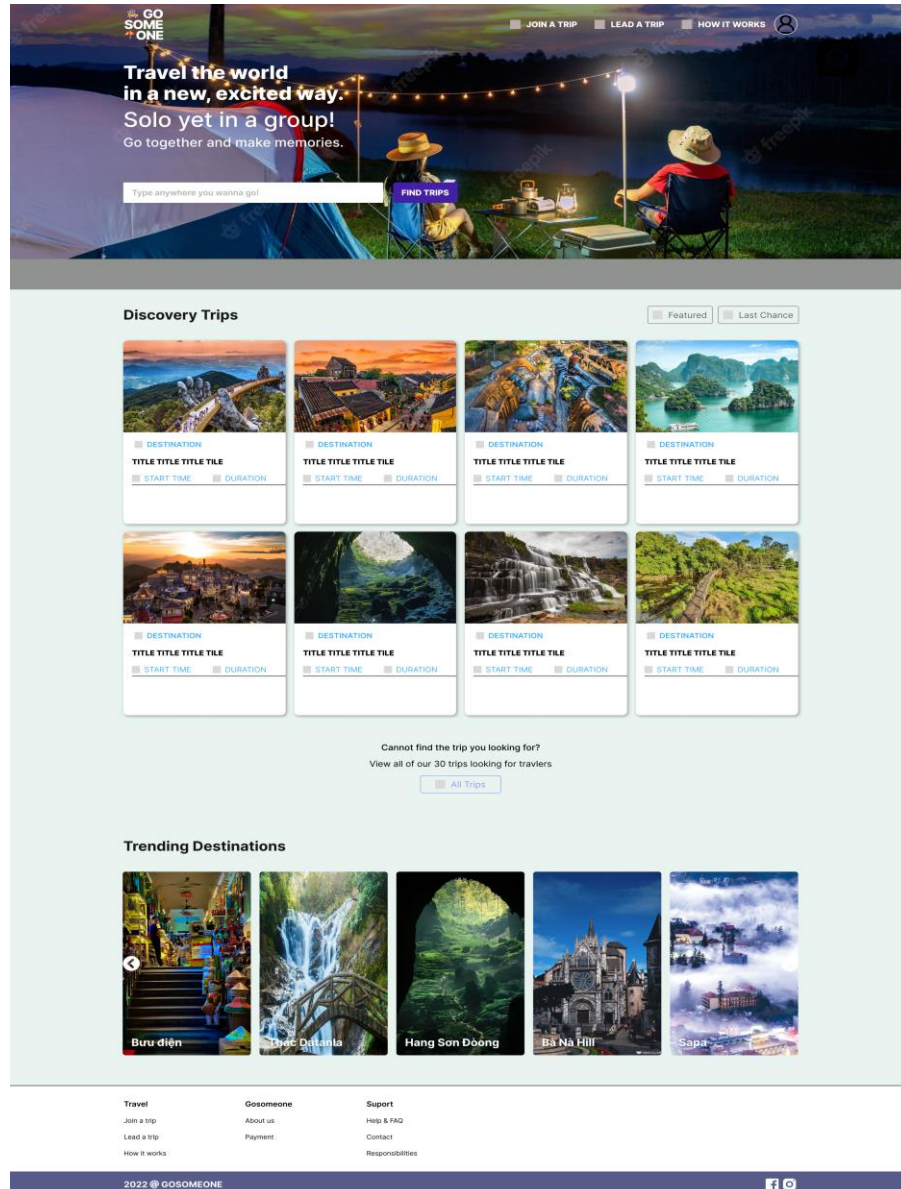 GO
SOME
ONE
JOIN A TRIP
LEAD A TRIP
HOW IT WORKS
Travel the world
in a new, excited way.
Solo yet in a group!
Go together and make memories.
Type anywhere you wanna go!
FIND TRIPS
freepik
freepik
freepik
Discovery Trips
Featured
Last Chance
DESTINATION
TITLE TITLE TITLE TILE
START TIME DURATION
DESTINATION
TITLE TITLE TITLE TILE
START TIME DURATION
DESTINATION
TITLE TITLE TITLE TILE
START TIME DURATION
DESTINATION
TITLE TITLE TITLE TILE
START TIME DURATION
DESTINATION
TITLE TITLE TITLE TILE
START TIME DURATION
DESTINATION
TITLE TITLE TITLE TILE
START TIME DURATION
DESTINATION
TITLE TITLE TITLE TILE
START TIME DURATION
DESTINATION
TITLE TITLE TITLE TILE
START TIME DURATION
Cannot find the trip you looking for?
View all of our 30 trips looking for travlers
All Trips
Trending Destinations
Bưu điện
Thác Datanla
Hang Sơn Đòong
Bà Nà Hill
Sapa
Travel
Join a trip
Lead a trip
How it works
Gosomeone
About us
Payment
Suport
Help & FAQ
Contact
Responsibilities
2022 @ GOSOMEONE